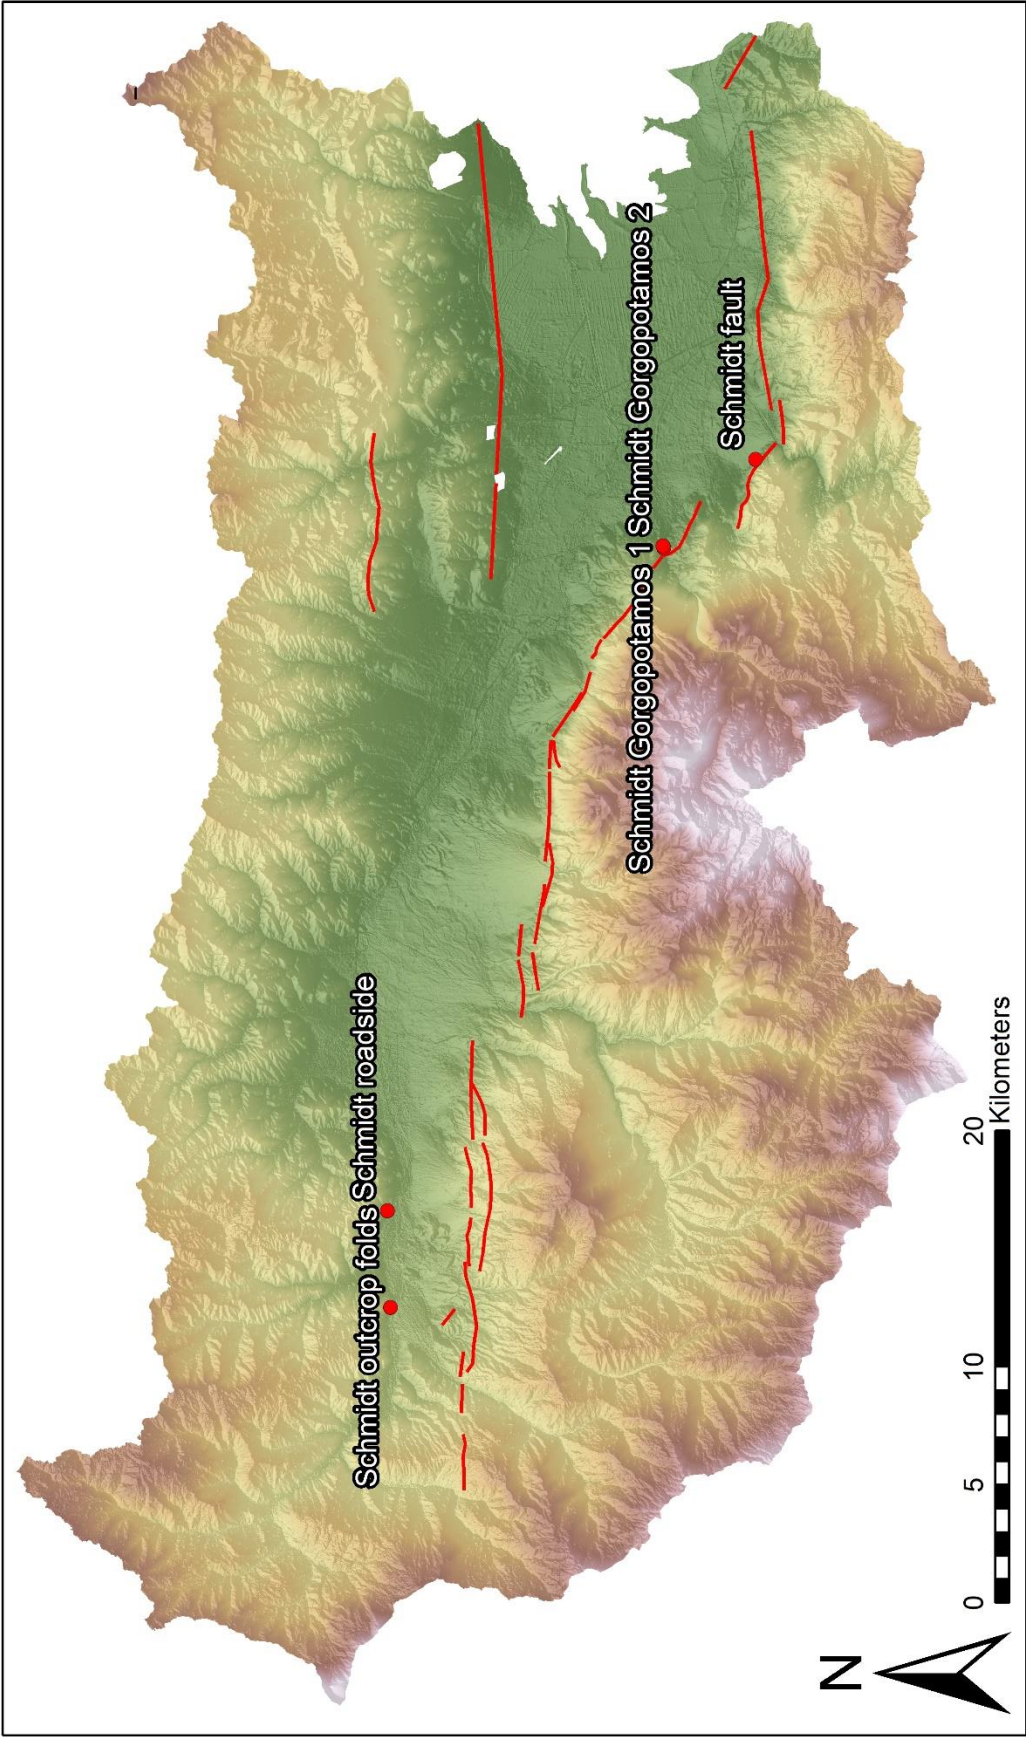 Schmidt outcrop folds
Schmidt roadside
Schmidt Gorgopotamos 1
Schmidt Gorgopotamos 2
Schmidt fault
N
0 5 10 20
Kilometers